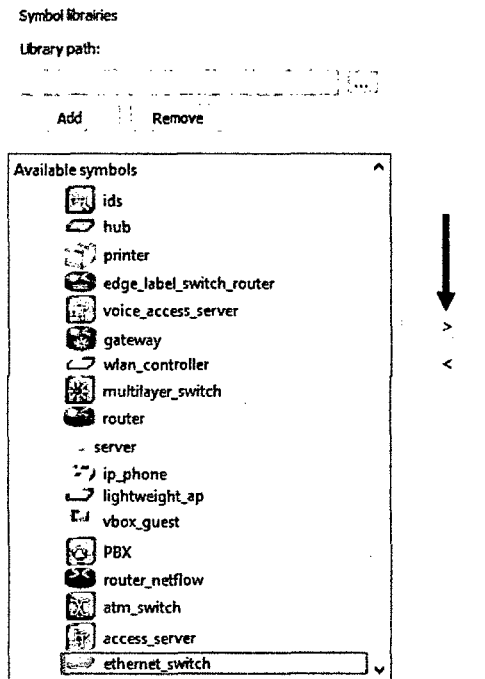 Symbol librairies
Library path:
...
Add Remove
Available symbols
ids
hub
printer
edge_label_switch_router
voice_access_server
gateway
wlan_controller
multilayer_switch
router
server
ip_phone
lightweight_ap
vbox_guest
PBX
router_netflow
atm_switch
access_server
ethernet_switch
>
<